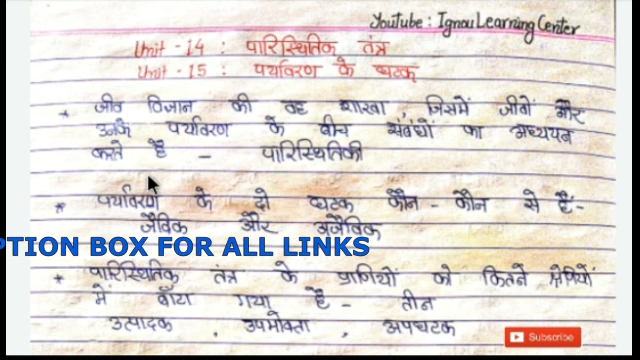 Youtube : Ignou Learning Center
Unit - 14 : पारिस्थितिक तंत्र
Unit - 15 : पर्यावरण के घटक
* जीव विज्ञान की वह शाखा, जिसमें जीवों और
उनके पर्यावरण के बीच संबंधों का अध्ययन
करते है - पारिस्थितिकी
* पर्यावरण के दो घटक कौन - कौन से हैं -
जैविक और अजैविक
PTION BOX FOR ALL LINKS
* पारिस्थितिक तंत्र के प्राणियों को कितने श्रेणियों
में बाँटा गया है - तीन
उत्पादक , उपभोक्ता , अपघटक
Subscribe